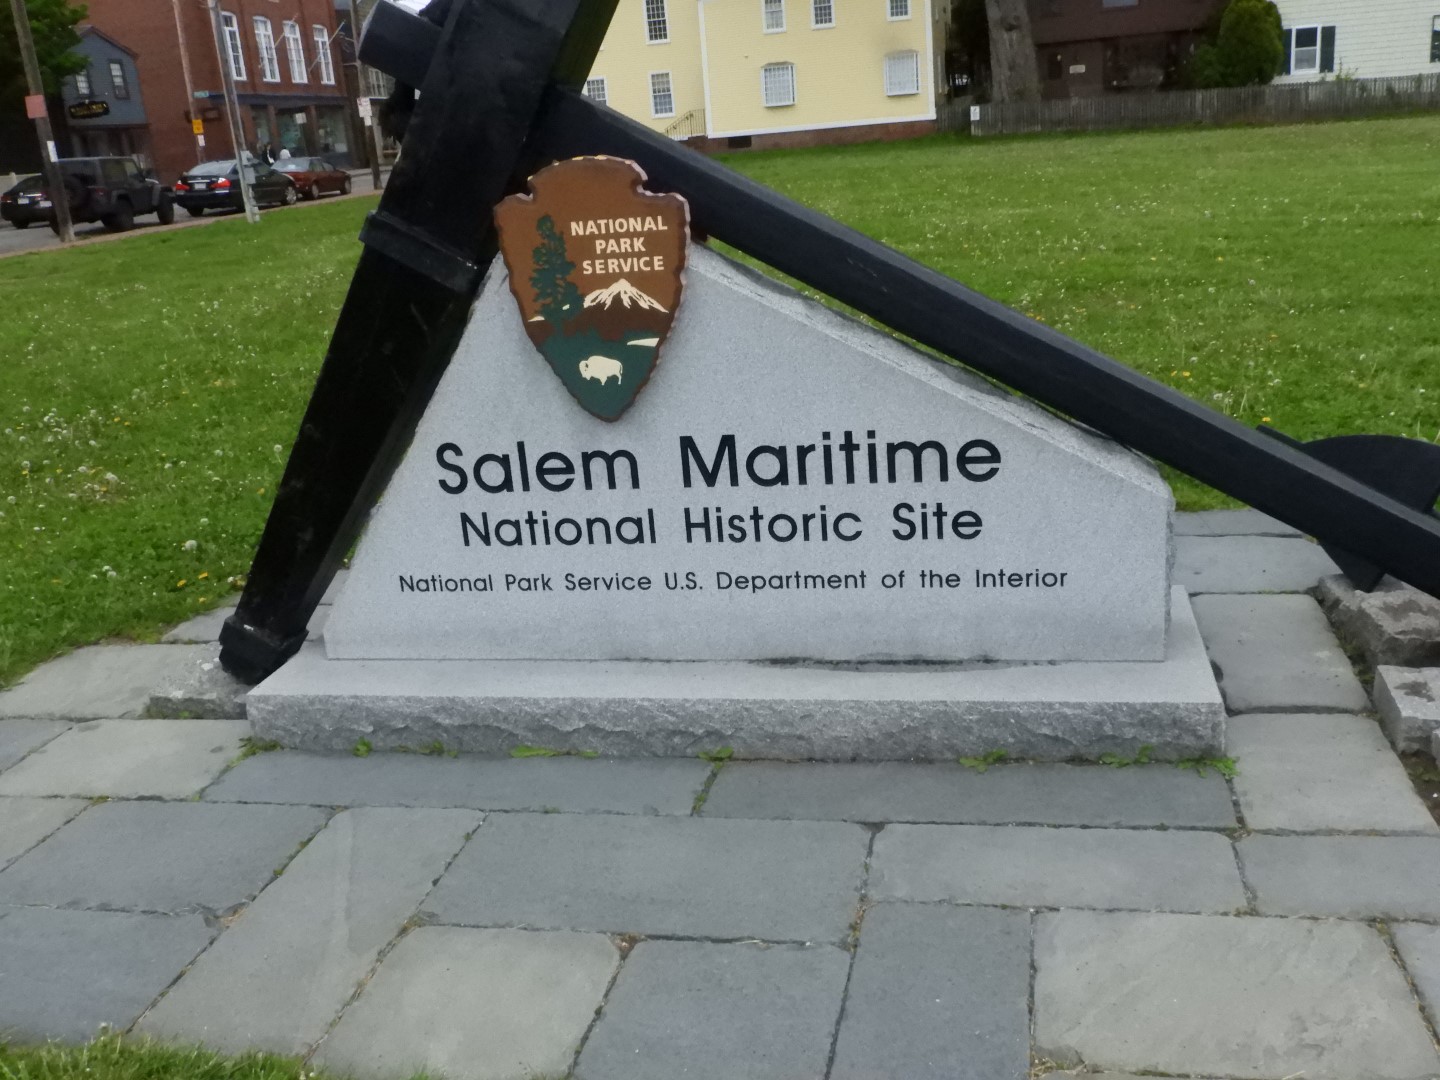 NATIONAL
PARK
SERVICE
Salem Maritime
National Historic Site
National Park Service U.S. Department of the Interior